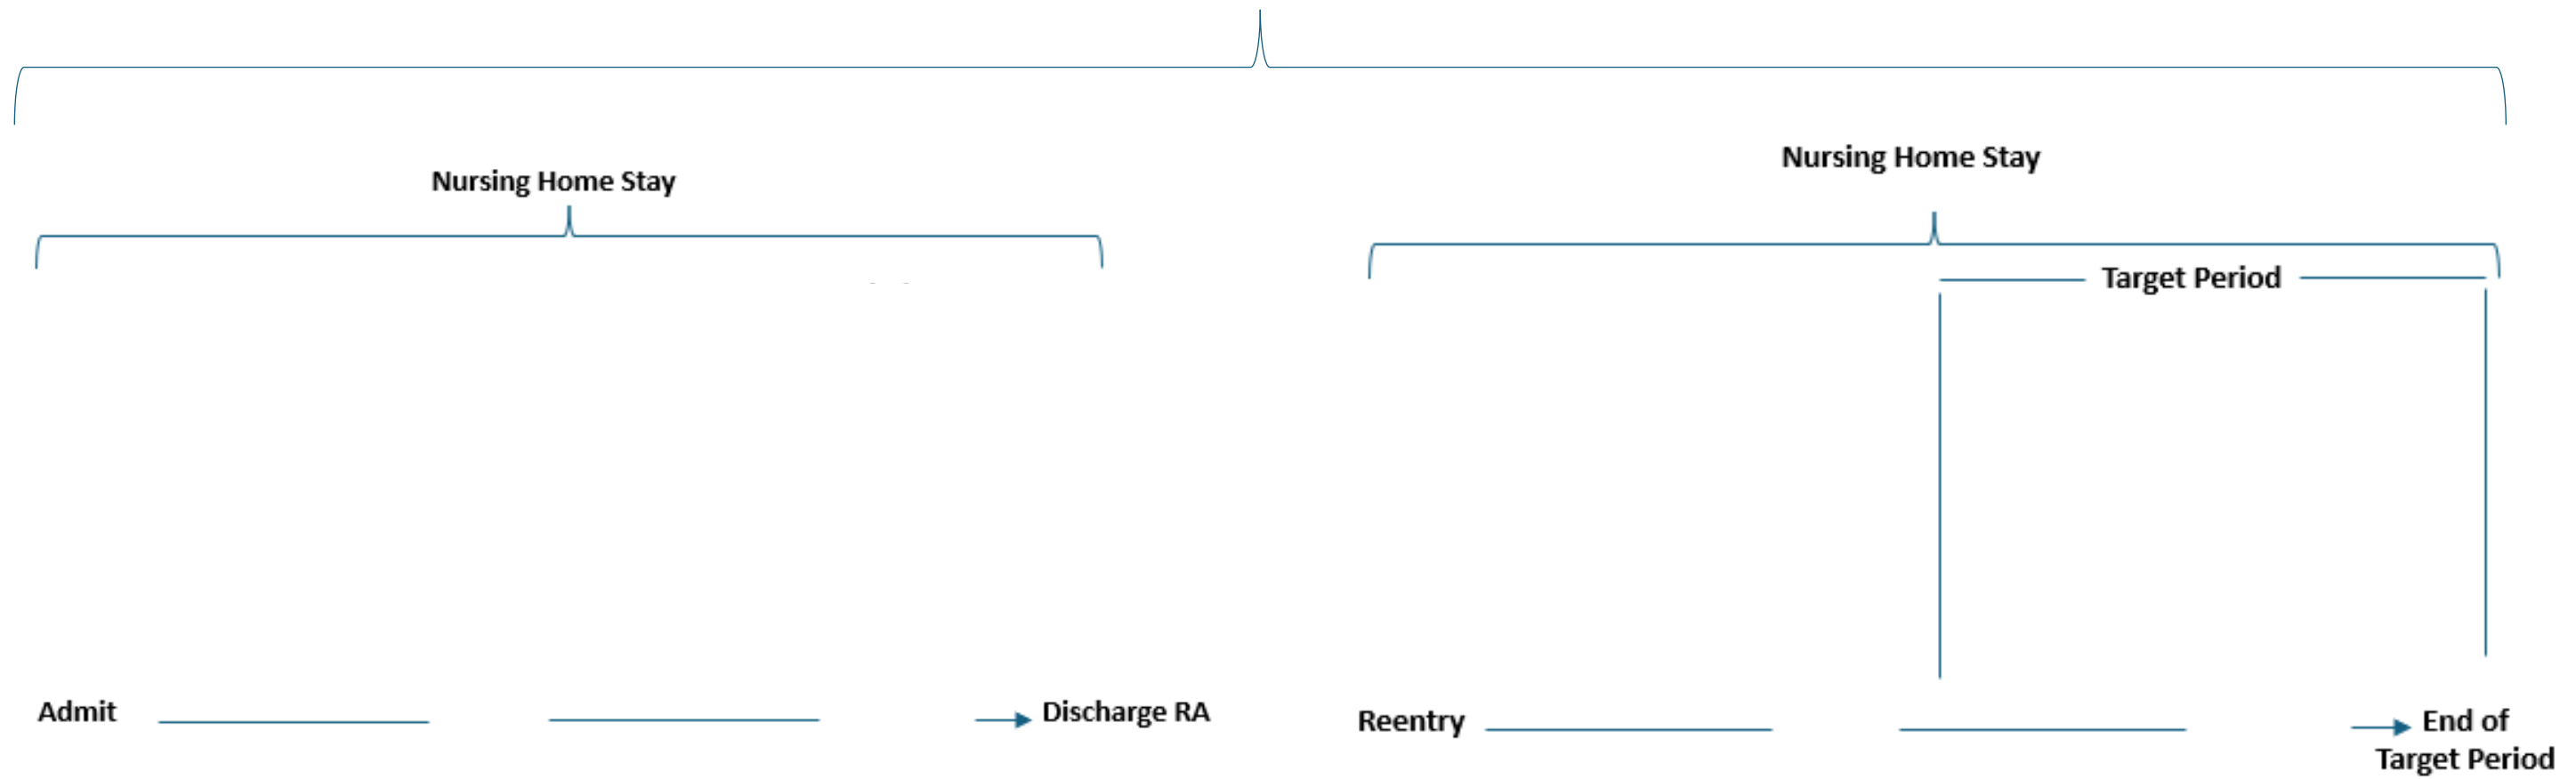 Nursing Home Stay
Nursing Home Stay
Target Period
Admit
Discharge RA
Reentry
End of
Target Period